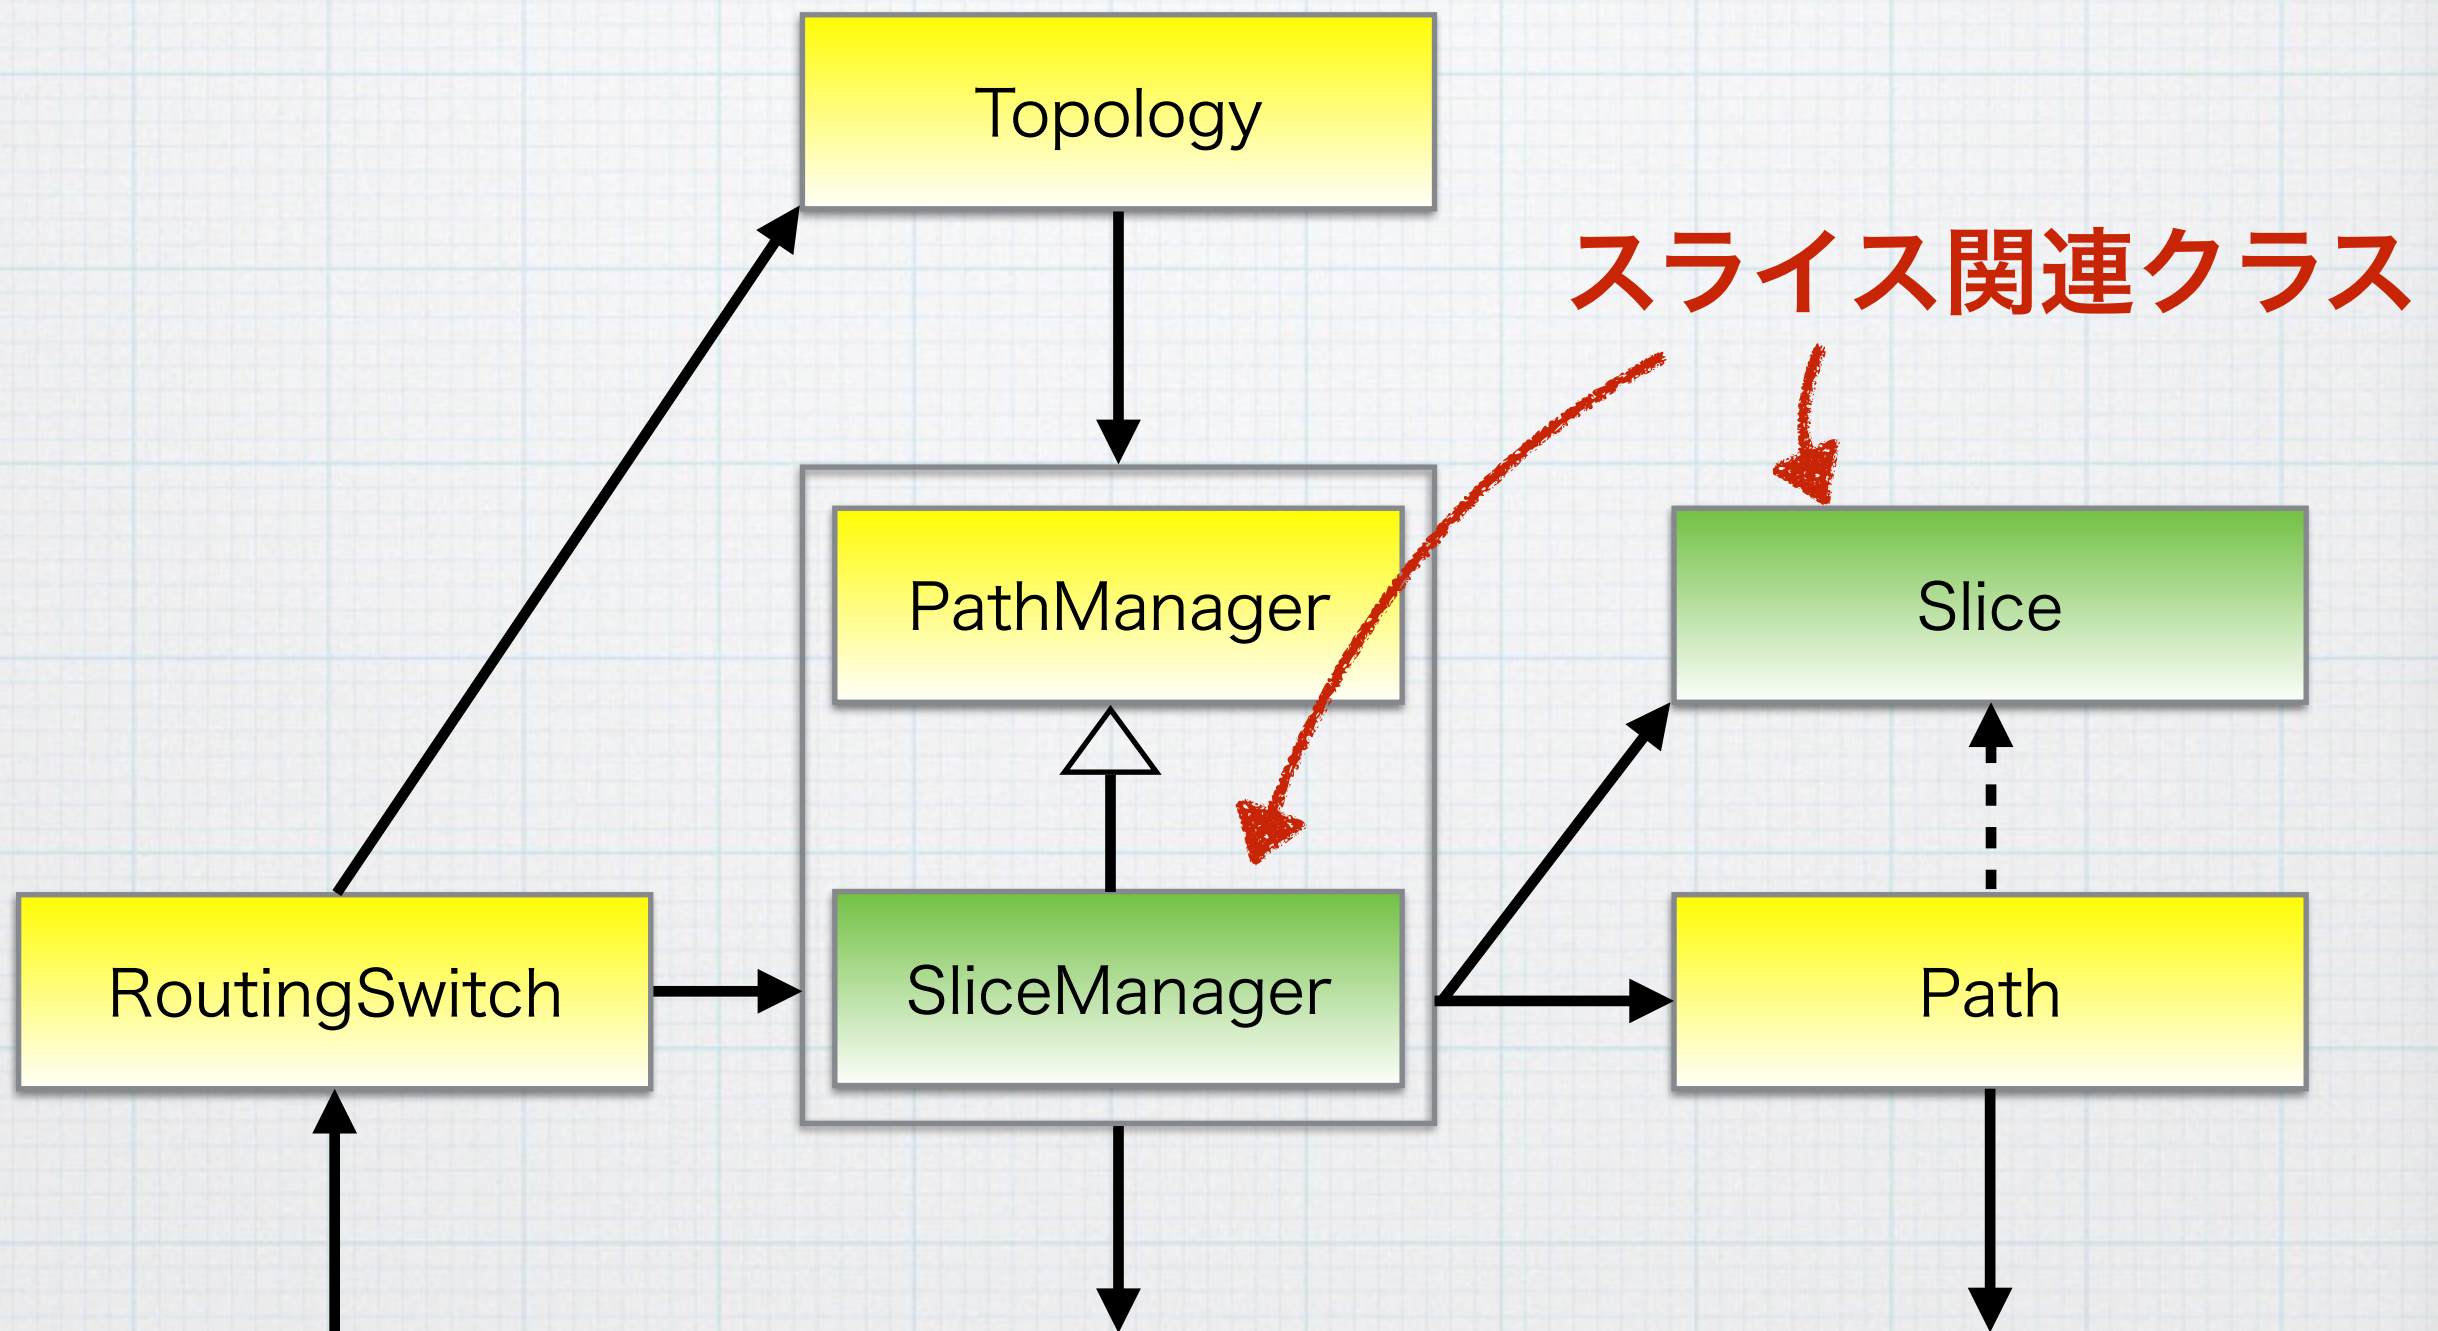 Topology
スライス関連クラス
PathManager
Slice
RoutingSwitch
SliceManager
Path